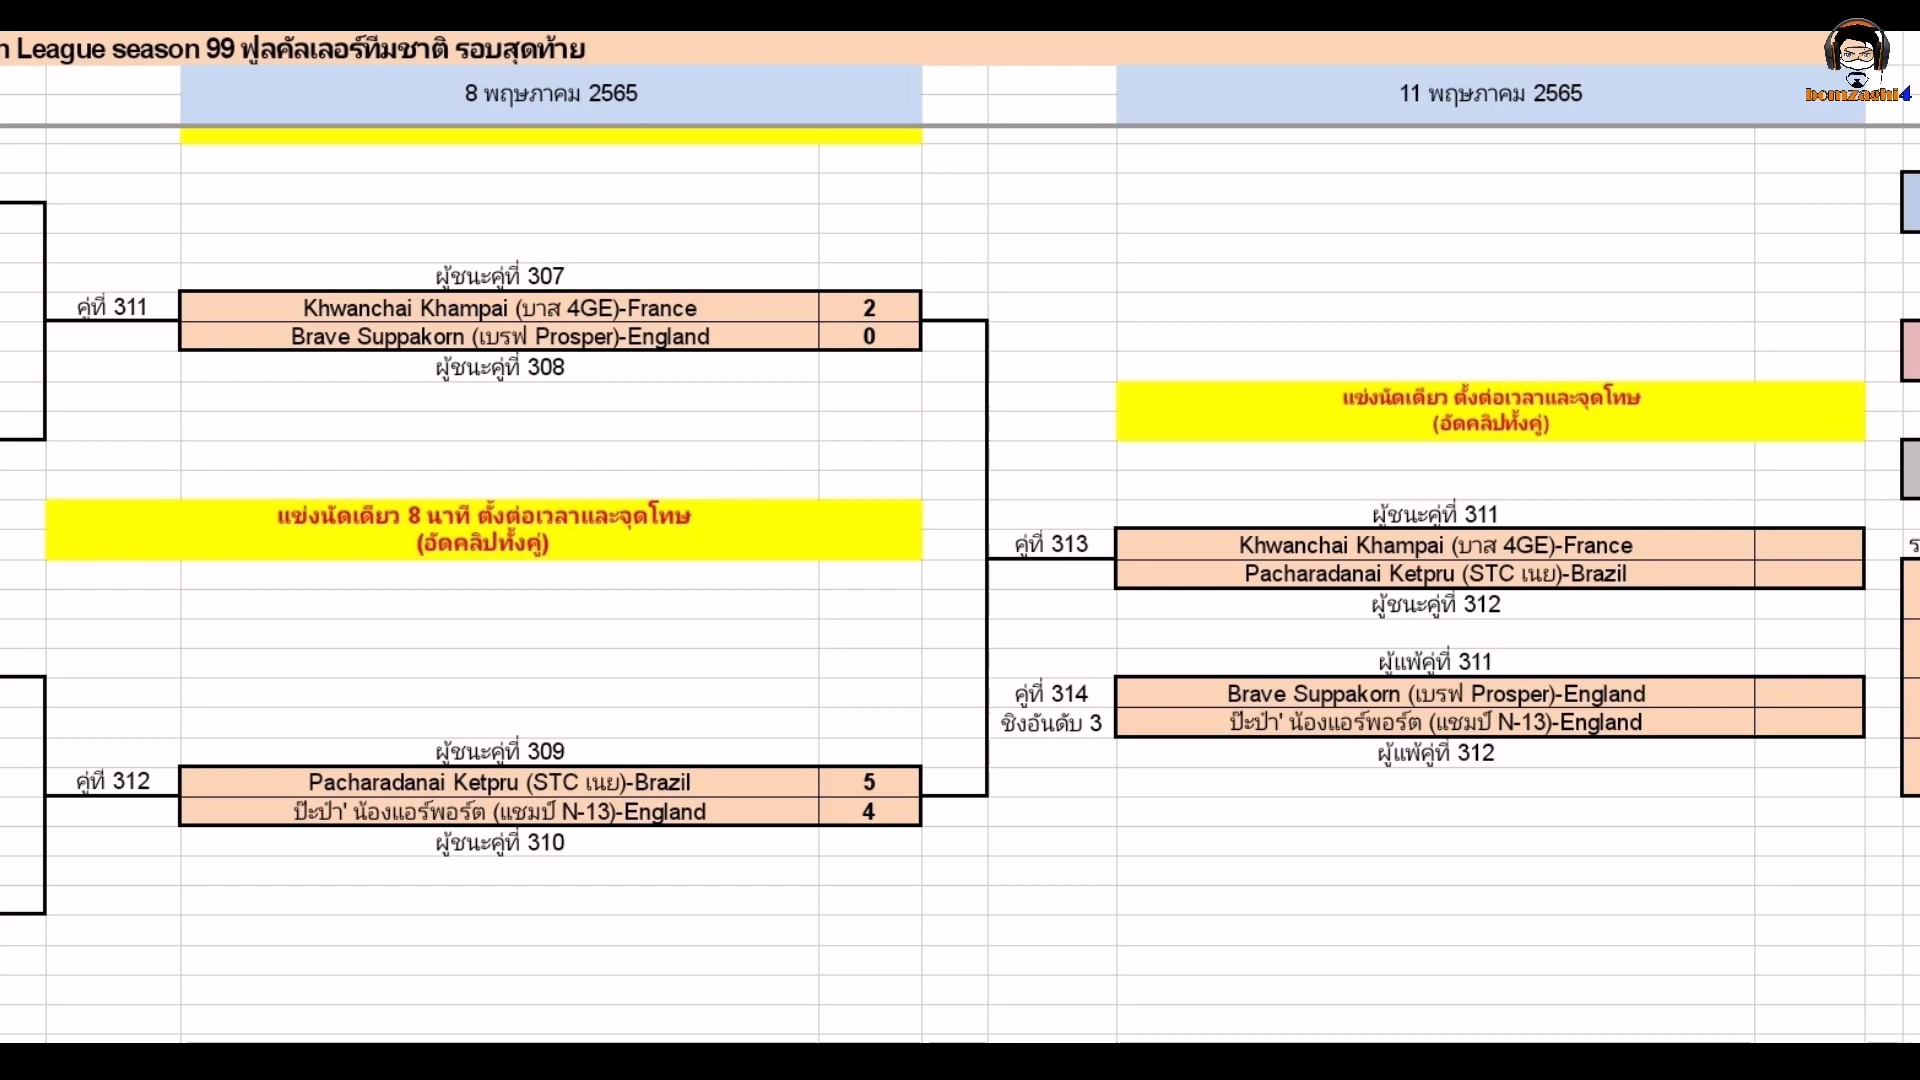 n League season 99 ฟูลคัลเลอร์ทีมชาติ รอบสุดท้าย
bomzashi4
8 พฤษภาคม 2565
11 พฤษภาคม 2565
ผู้ชนะคู่ที่ 307
คู่ที่ 311
Khwanchai Khampai (บาส 4GE)-France 2
Brave Suppakorn (เบรฟ Prosper)-England 0
ผู้ชนะคู่ที่ 308
แข่งนัดเดียว 8 นาที ตั้งต่อเวลาและจุดโทษ
(อัดคลิปทั้งคู่)
ผู้ชนะคู่ที่ 309
คู่ที่ 312
Pacharadanai Ketpru (STC เนย)-Brazil 5
ป๊ะป๋า' น้องแอร์พอร์ต (แชมป์ N-13)-England 4
ผู้ชนะคู่ที่ 310
แข่งนัดเดียว ตั้งต่อเวลาและจุดโทษ
(อัดคลิปทั้งคู่)
ผู้ชนะคู่ที่ 311
คู่ที่ 313
Khwanchai Khampai (บาส 4GE)-France
Pacharadanai Ketpru (STC เนย)-Brazil
ผู้ชนะคู่ที่ 312
ผู้แพ้คู่ที่ 311
คู่ที่ 314
ชิงอันดับ 3
Brave Suppakorn (เบรฟ Prosper)-England
ป๊ะป๋า' น้องแอร์พอร์ต (แชมป์ N-13)-England
ผู้แพ้คู่ที่ 312